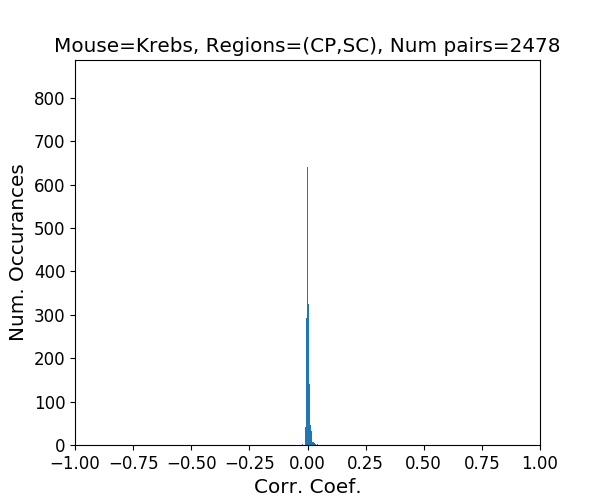 Mouse=Krebs, Regions=(CP,SC), Num pairs=2478
800
700
600
500
400
300
200
100
0
Num. Occurances
−1.00 −0.75 −0.50 −0.25 0.00 0.25 0.50 0.75 1.00
Corr. Coef.